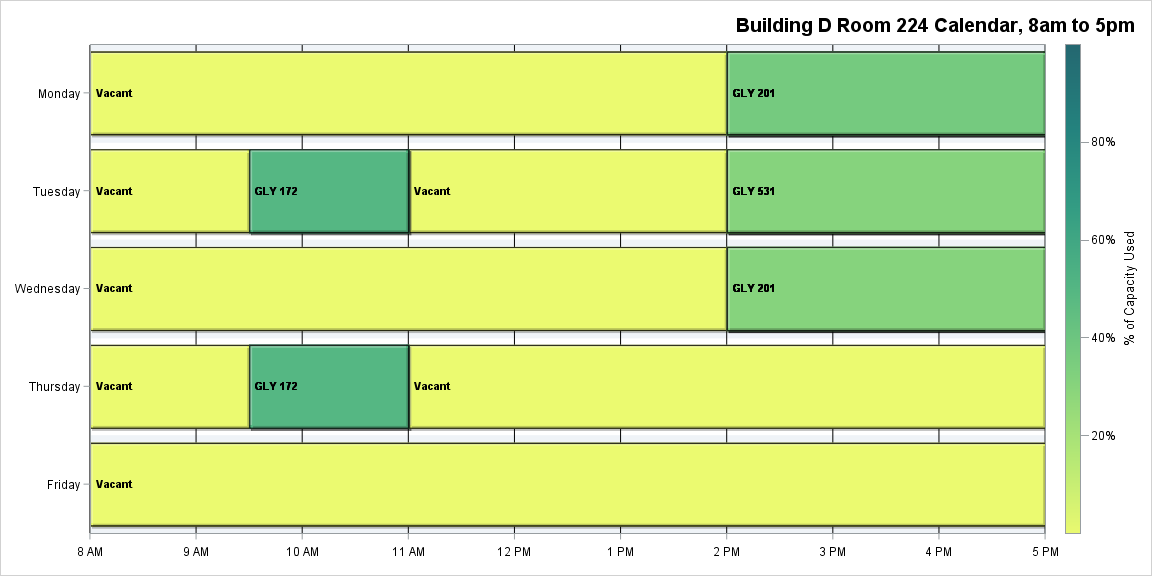 Building D Room 224 Calendar, 8am to 5pm
Monday
Vacant
GLY 201
Tuesday
Vacant
GLY 172
Vacant
GLY 531
Wednesday
Vacant
GLY 201
Thursday
Vacant
GLY 172
Vacant
Friday
Vacant
8 AM
9 AM
10 AM
11 AM
12 PM
1 PM
2 PM
3 PM
4 PM
5 PM
80%
60%
40%
20%
% of Capacity Used